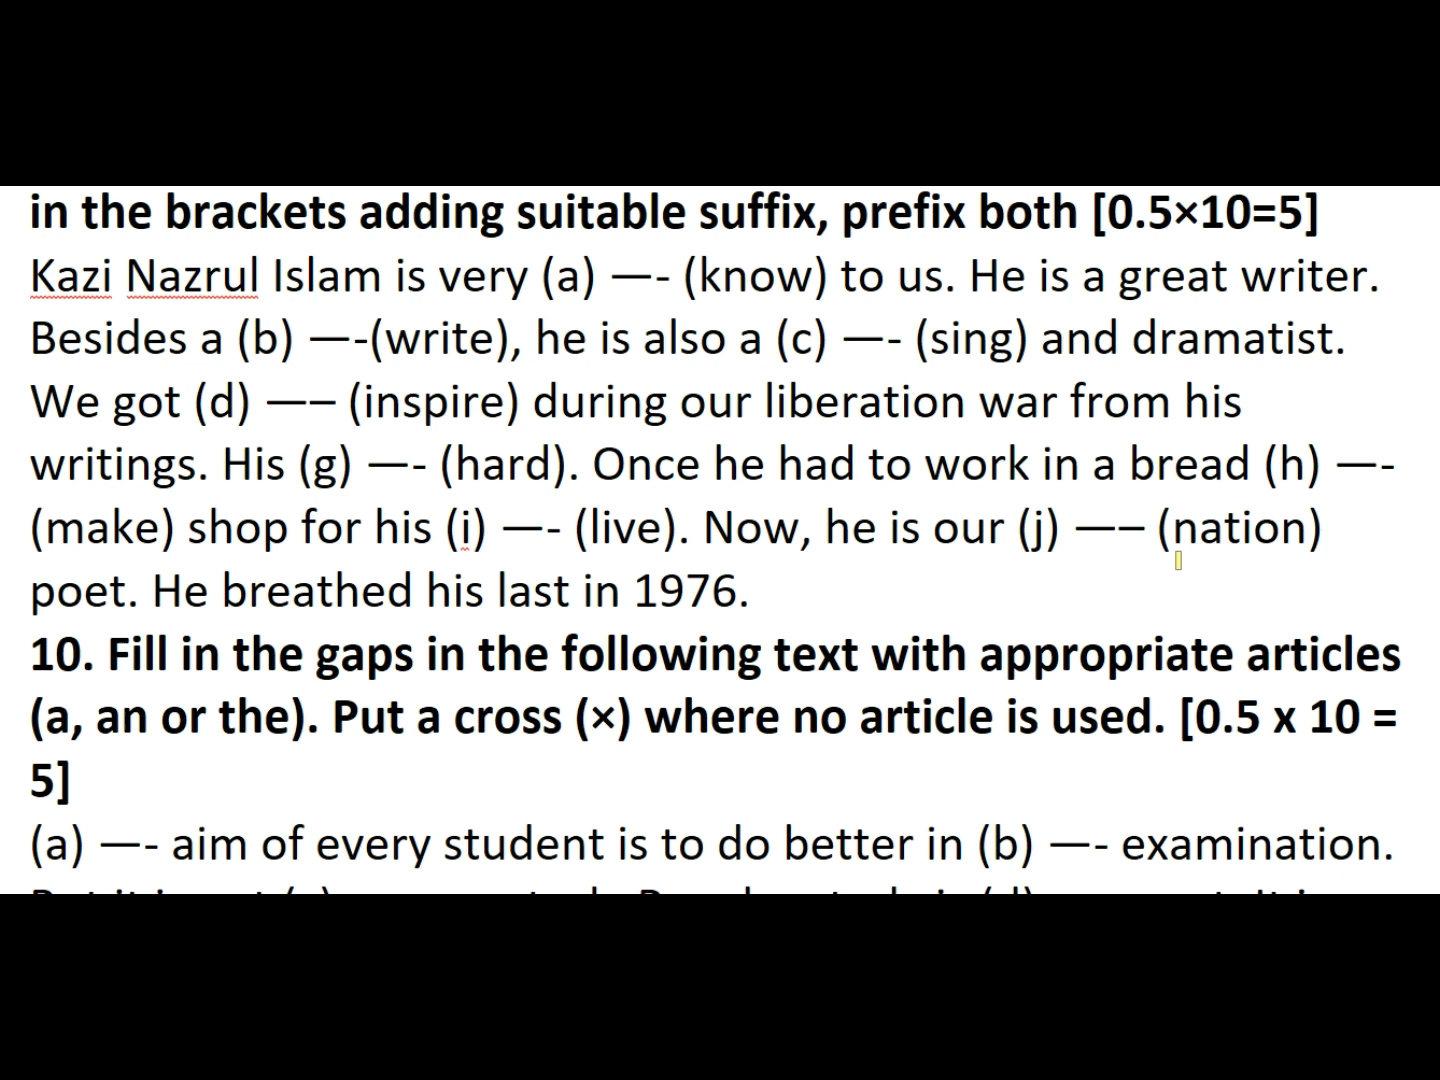 in the brackets adding suitable suffix, prefix both [0.5×10=5]
Kazi Nazrul Islam is very (a) —- (know) to us. He is a great writer.
Besides a (b) —-(write), he is also a (c) —- (sing) and dramatist.
We got (d) —– (inspire) during our liberation war from his
writings. His (g) —- (hard). Once he had to work in a bread (h) —-
(make) shop for his (i) —- (live). Now, he is our (j) —– (nation)
poet. He breathed his last in 1976.
10. Fill in the gaps in the following text with appropriate articles
(a, an or the). Put a cross (×) where no article is used. [0.5 x 10 =
5]
(a) —- aim of every student is to do better in (b) —- examination.